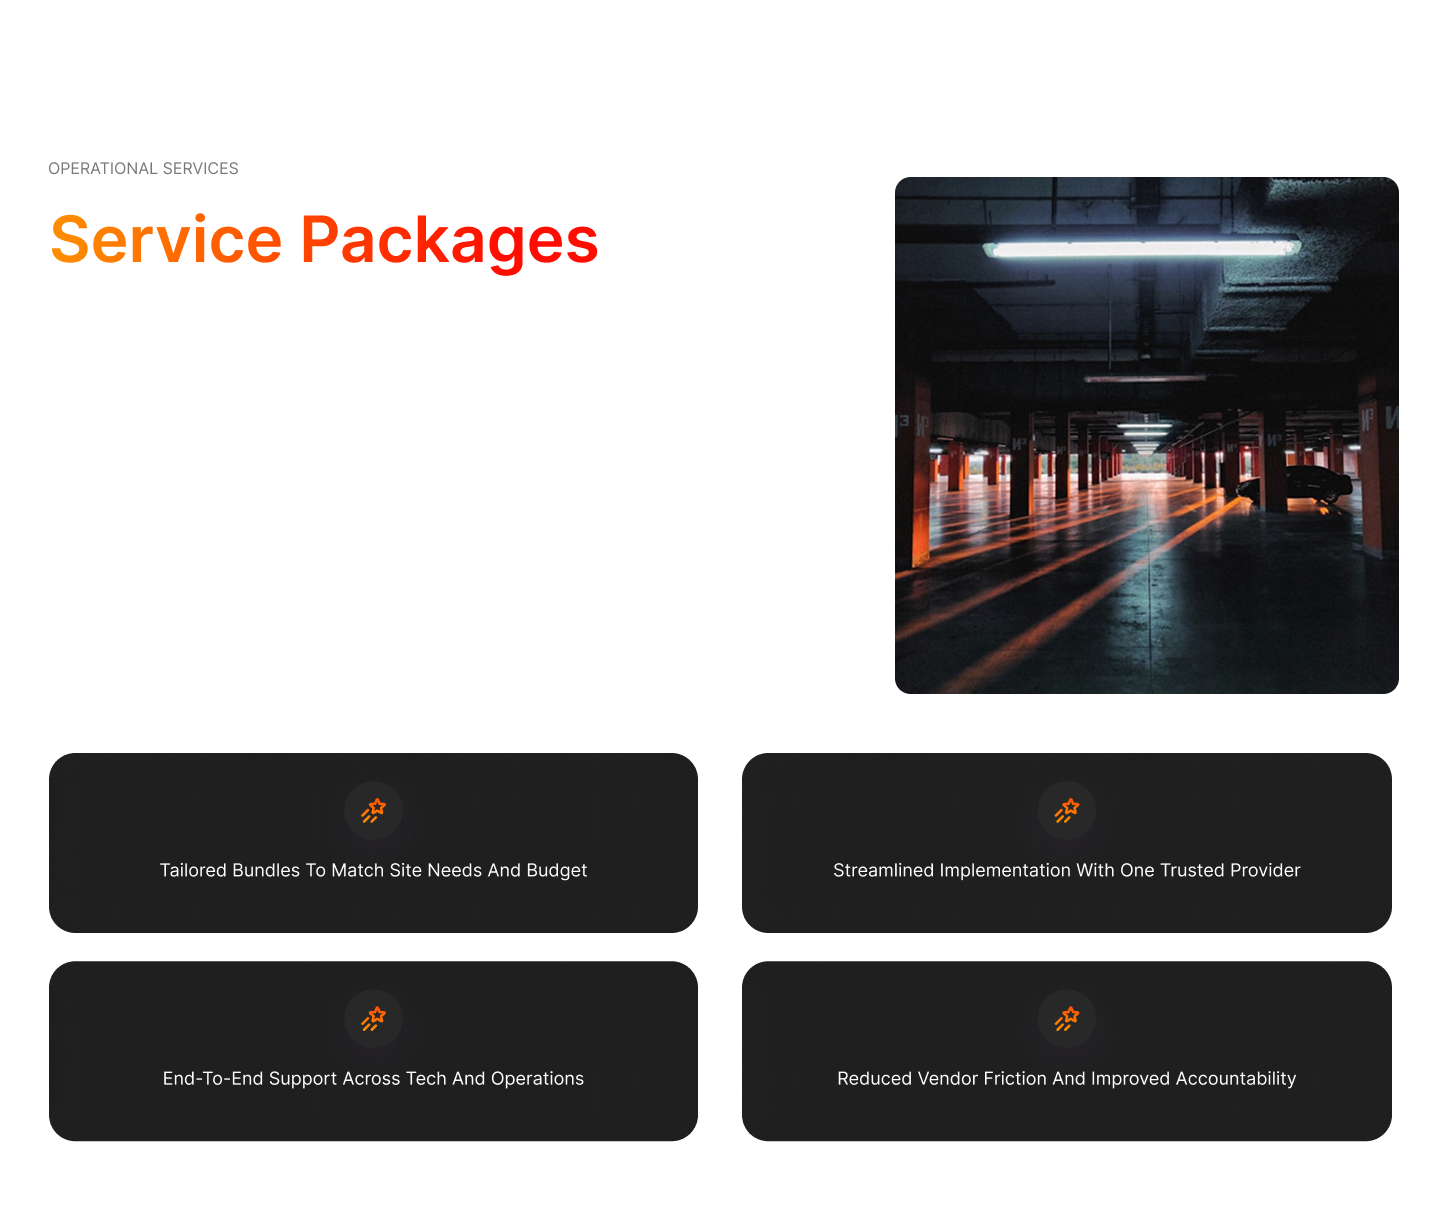 OPERATIONAL SERVICES
Service Packages
Tailored Bundles To Match Site Needs And Budget
Streamlined Implementation With One Trusted Provider
End-To-End Support Across Tech And Operations
Reduced Vendor Friction And Improved Accountability